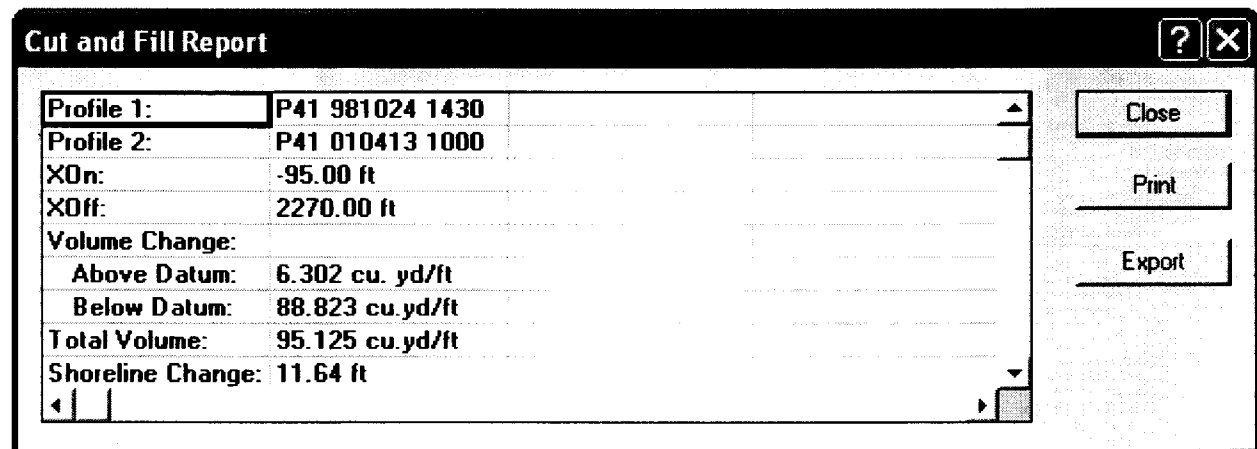 Cut and Fill Report
Profile 1: P41 981024 1430
Profile 2: P41 010413 1000
XOn: -95.00 ft
XOff: 2270.00 ft
Volume Change:
Above Datum: 6.302 cu. yd/ft
Below Datum: 88.823 cu.yd/ft
Total Volume: 95.125 cu.yd/ft
Shoreline Change: 11.64 ft
Close
Print
Export